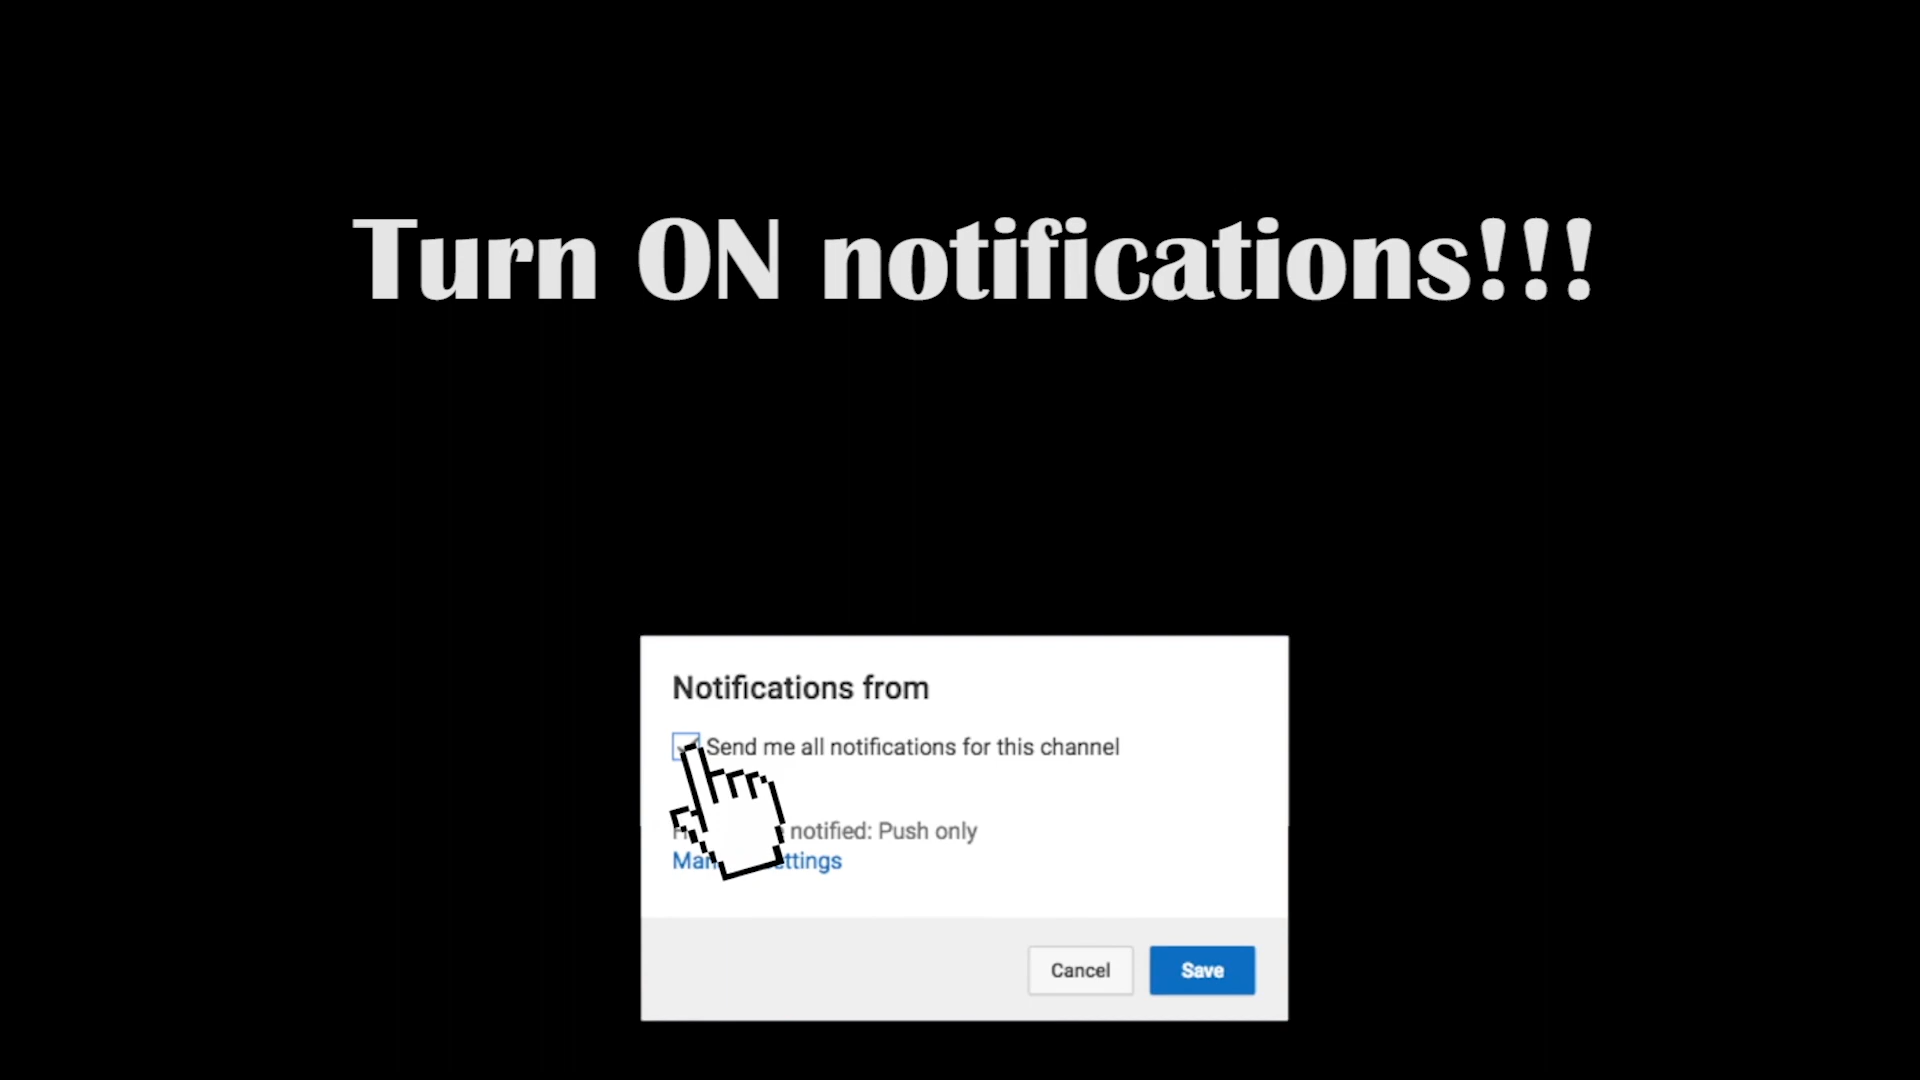 Turn ON notifications!!!
Notifications from
Send me all notifications for this channel
notified: Push only
Cancel
Save